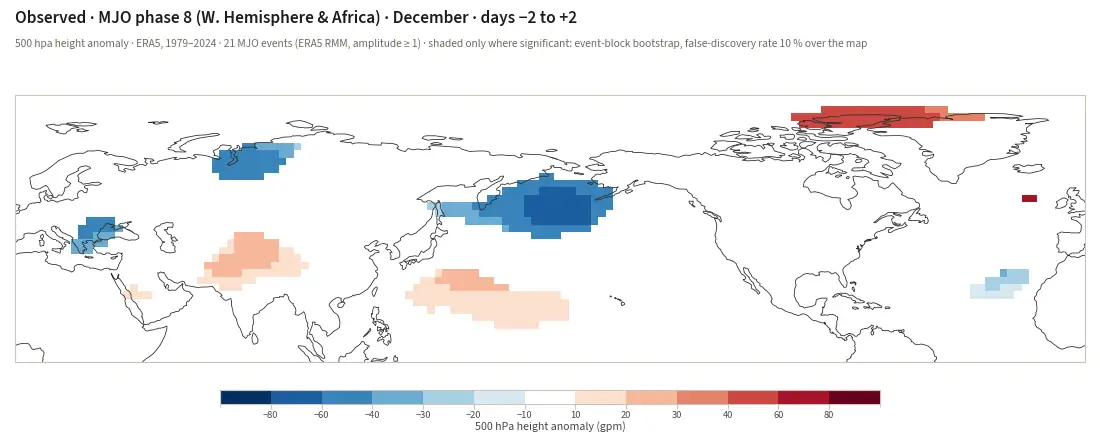 Observed · MJO phase 8 (W. Hemisphere & Africa) · December · days −2 to +2
500 hpa height anomaly · ERA5, 1979–2024 · 21 MJO events (ERA5 RMM, amplitude ≥ 1) · shaded only where significant: event-block bootstrap, false-discovery rate 10 % over the map
−80 −60 −40 −30 −20 −10 10 20 30 40 60 80
500 hPa height anomaly (gpm)